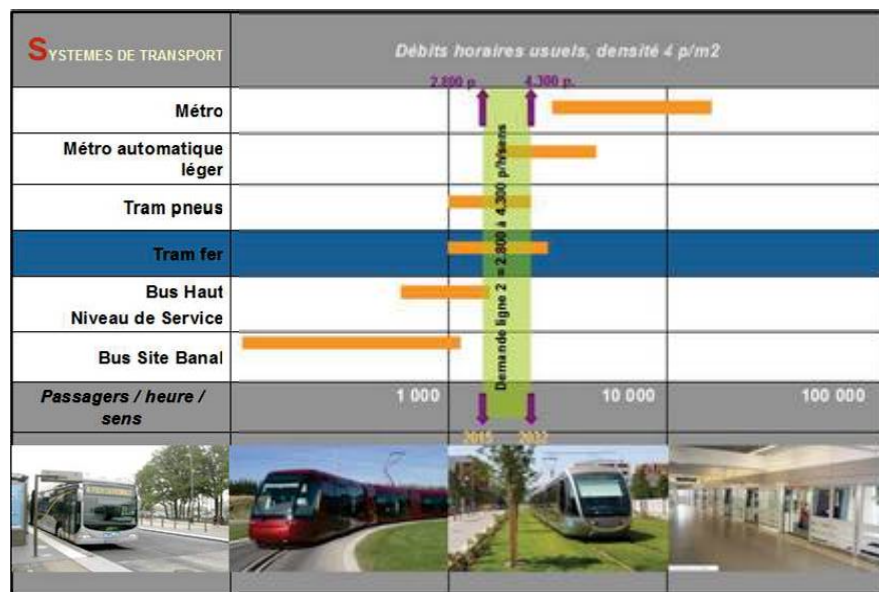 SYSTEMES DE TRANSPORT
Débits horaires usuels, densité 4 p/m2
2.800 p.
4.300 p.
Métro
Métro automatique
léger
Tram pneus
Tram fer
Bus Haut
Niveau de Service
Bus Site Banal
Demande ligne 2 = 2.800 à 4.300 p/h/sens
Passagers / heure /
sens
1 000
10 000
100 000
2015
2022